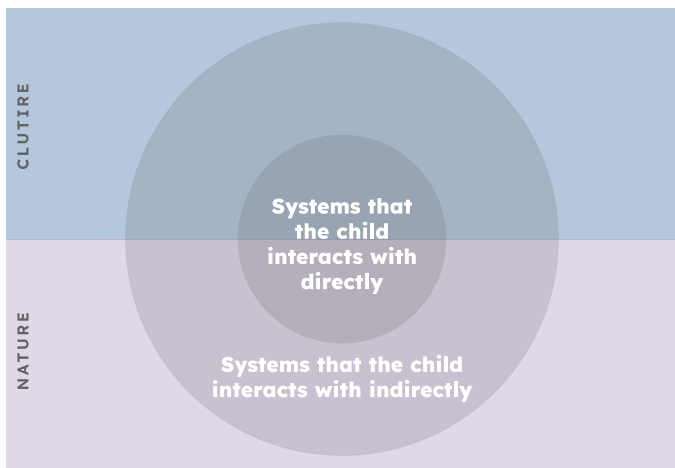 CLUTIRE
Systems that
the child
interacts with
directly
NATURE
Systems that the child
interacts with indirectly